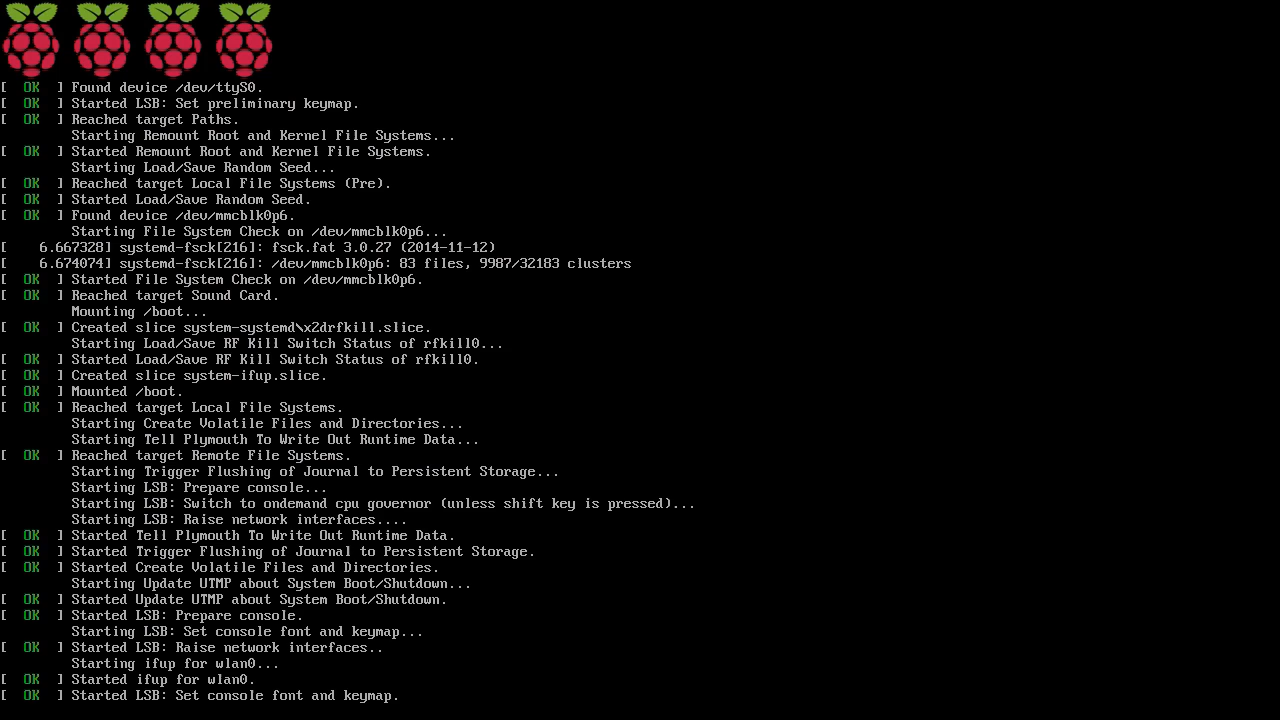 [  OK  ] Found device /dev/ttyS0.
[  OK  ] Started LSB: Set preliminary keymap.
[  OK  ] Reached target Paths.
         Starting Remount Root and Kernel File Systems...
[  OK  ] Started Remount Root and Kernel File Systems.
         Starting Load/Save Random Seed...
[  OK  ] Reached target Local File Systems (Pre).
[  OK  ] Started Load/Save Random Seed.
[  OK  ] Found device /dev/mmcblk0p6.
         Starting File System Check on /dev/mmcblk0p6...
[    6.667328] systemd-fsck[216]: fsck.fat 3.0.27 (2014-11-12)
[    6.674074] systemd-fsck[216]: /dev/mmcblk0p6: 83 files, 9987/32183 clusters
[  OK  ] Started File System Check on /dev/mmcblk0p6.
[  OK  ] Reached target Sound Card.
         Mounting /boot...
[  OK  ] Created slice system-systemd\x2drfkill.slice.
         Starting Load/Save RF Kill Switch Status of rfkill0...
[  OK  ] Started Load/Save RF Kill Switch Status of rfkill0.
[  OK  ] Created slice system-ifup.slice.
[  OK  ] Mounted /boot.
[  OK  ] Reached target Local File Systems.
         Starting Create Volatile Files and Directories...
         Starting Tell Plymouth To Write Out Runtime Data...
[  OK  ] Reached target Remote File Systems.
         Starting Trigger Flushing of Journal to Persistent Storage...
         Starting LSB: Prepare console...
         Starting LSB: Switch to ondemand cpu governor (unless shift key is pressed)...
         Starting LSB: Raise network interfaces....
[  OK  ] Started Tell Plymouth To Write Out Runtime Data.
[  OK  ] Started Trigger Flushing of Journal to Persistent Storage.
[  OK  ] Started Create Volatile Files and Directories.
         Starting Update UTMP about System Boot/Shutdown...
[  OK  ] Started Update UTMP about System Boot/Shutdown.
[  OK  ] Started LSB: Prepare console.
         Starting LSB: Set console font and keymap...
[  OK  ] Started LSB: Raise network interfaces..
         Starting ifup for wlan0...
[  OK  ] Started ifup for wlan0.
[  OK  ] Started LSB: Set console font and keymap.